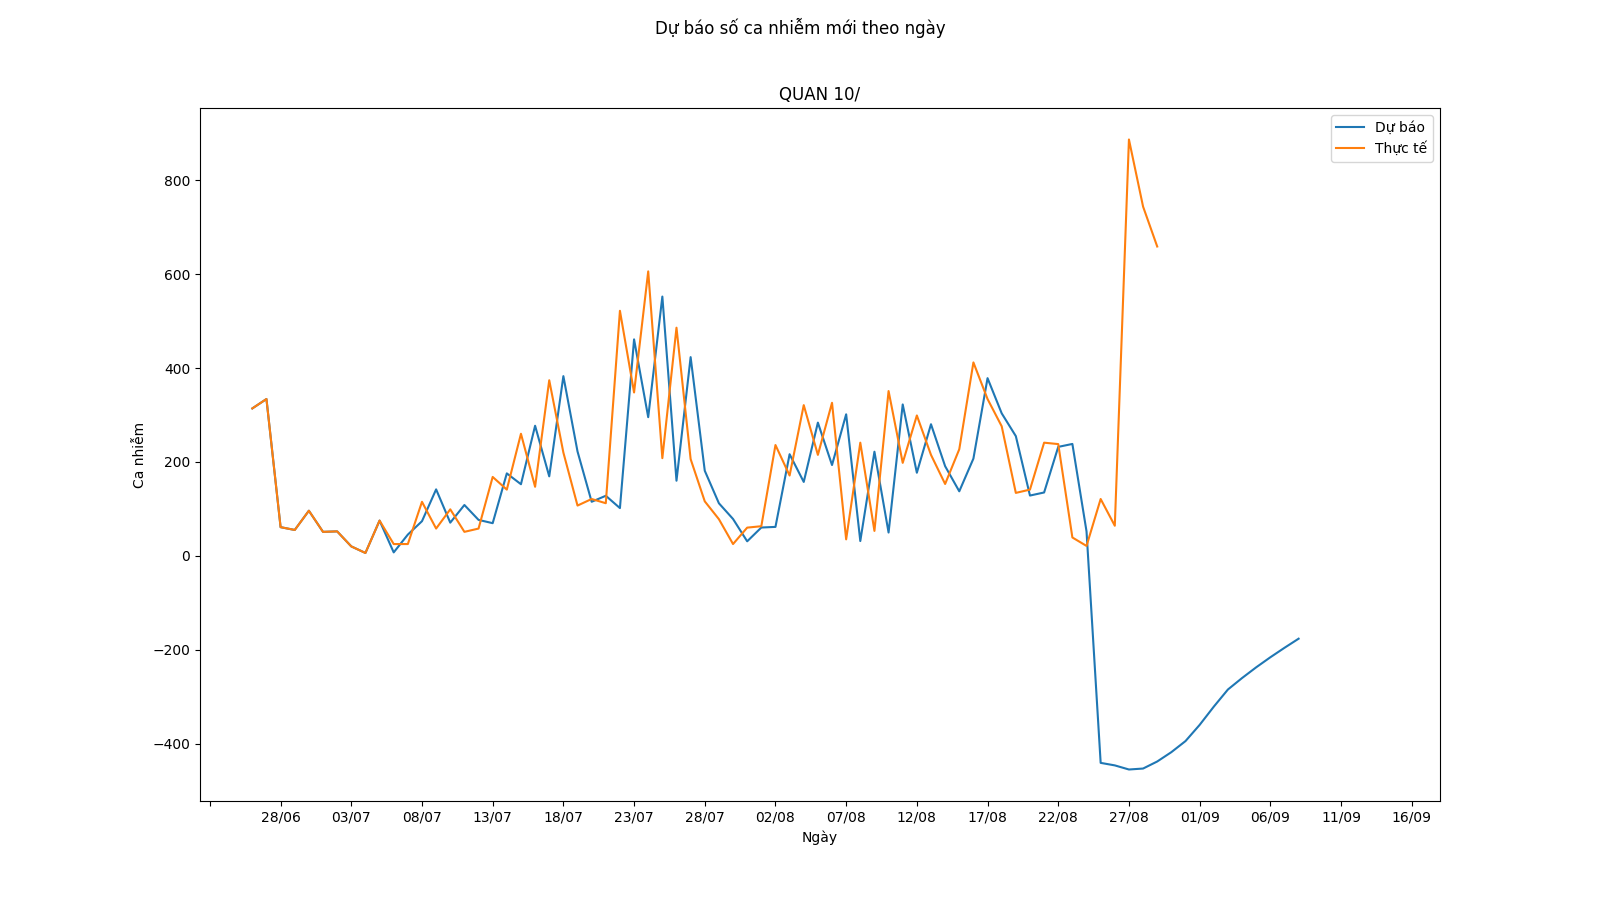 Dự báo số ca nhiễm mới theo ngày
QUAN 10/
Dự báo
Thực tế
800
600
400
200
0
−200
−400
Ca nhiễm
28/06 03/07 08/07 13/07 18/07 23/07 28/07 02/08 07/08 12/08 17/08 22/08 27/08 01/09 06/09 11/09 16/09
Ngày